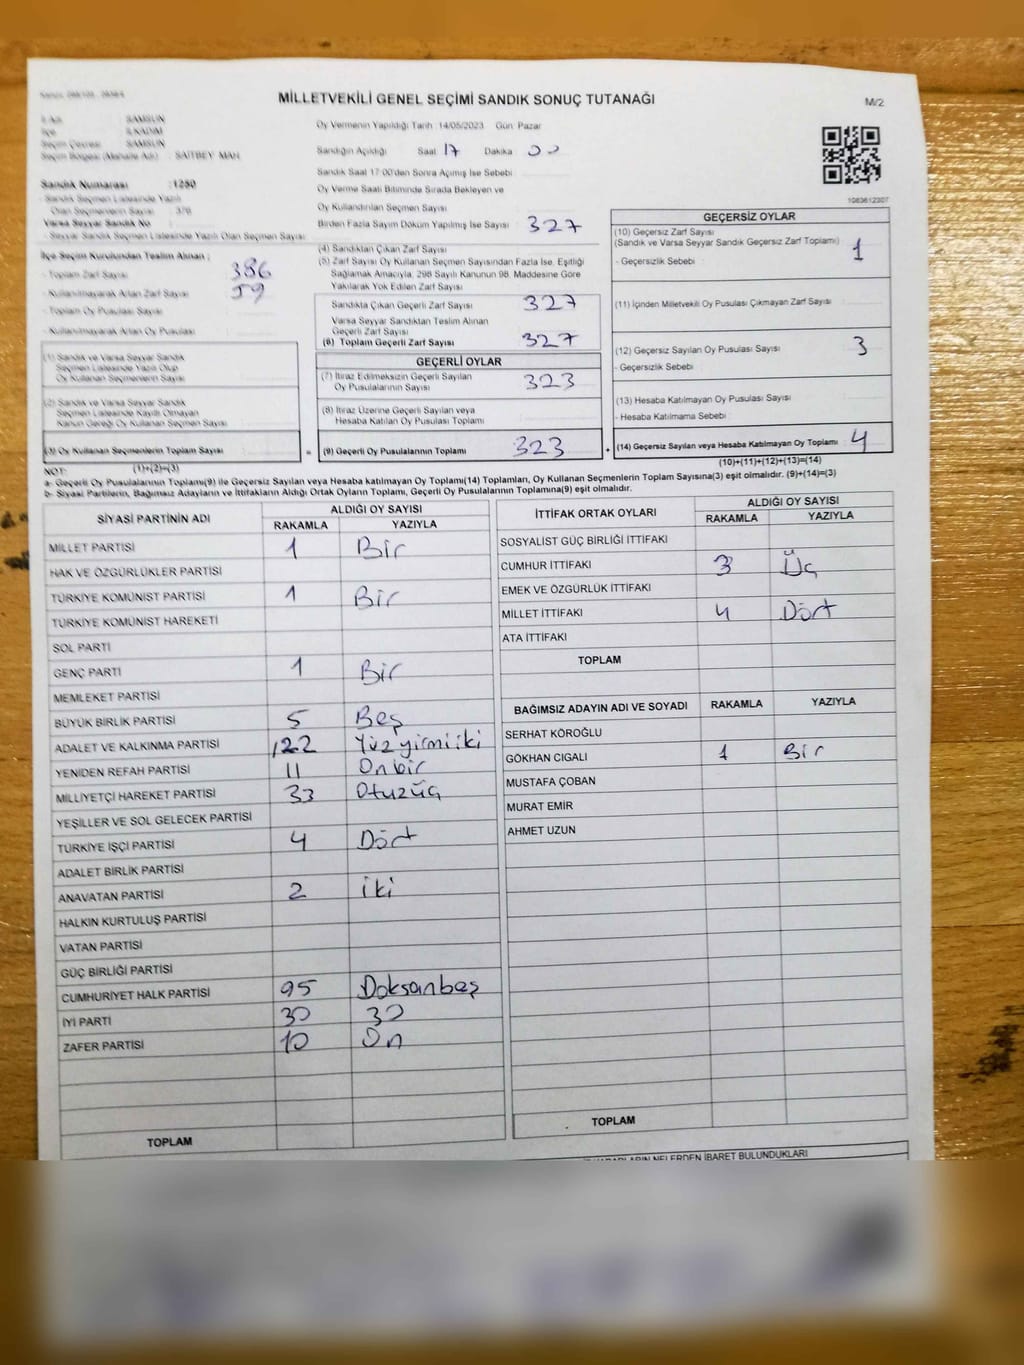 MİLLETVEKİLİ GENEL SEÇİMİ SANDIK SONUÇ TUTANAĞI
M/2
SAMSUN
İLKADIM
Seçim Çevresi SAMSUN
Seçim Bölgesi (Mahalle Adı) : SAITBEY MAH
Sandık Numarası : 1250
Sandık Seçmen Listesinde Yazılı
Olan Seçmenlerin Sayısı : 376
Varsa Seyyar Sandık No
- Seyyar Sandık Seçmen Listesinde Yazılı Olan Seçmen Sayısı
İlçe Seçim Kurulundan Teslim Alınan ;
- Toplam Zarf Sayısı 386
- Kullanılmayarak Artan Zarf Sayısı 59
- Toplam Oy Pusulası Sayısı
- Kullanılmayarak Artan Oy Pusulası
(1) Sandık ve Varsa Seyyar Sandık
Seçmen Listesinde Yazılı Olup
Oy Kullanan Seçmenlerin Sayısı
(2) Sandık ve Varsa Seyyar Sandık
Seçmen Listesinde Kayıtlı Olmayan
Kanun Gereği Oy Kullanan Seçmen Sayısı
(3) Oy Kullanan Seçmenlerin Toplam Sayısı =
(1)+(2)=(3)
Oy Vermenin Yapıldığı Tarih :14/05/2023 Gün: Pazar
Sandığın Açıldığı Saat 17 Dakika 00
Sandık Saat 17:00'den Sonra Açılmış İse Sebebi
Oy Verme Saati Bitiminde Sırada Bekleyen ve
Oy Kullandırılan Seçmen Sayısı
Birden Fazla Sayım Döküm Yapılmış İse Sayısı 327
(4) Sandıktan Çıkan Zarf Sayısı
(5) Zarf Sayısı Oy Kullanan Seçmen Sayısından Fazla İse, Eşitliği
Sağlamak Amacıyla, 298 Sayılı Kanunun 98. Maddesine Göre
Yakılarak Yok Edilen Zarf Sayısı
Sandıkta Çıkan Geçerli Zarf Sayısı 327
Varsa Seyyar Sandıktan Teslim Alınan
Geçerli Zarf Sayısı
(6) Toplam Geçerli Zarf Sayısı 327
GEÇERLİ OYLAR
(7) İtiraz Edilmeksizin Geçerli Sayılan
Oy Pusulalarının Sayısı 323
(8) İtiraz Üzerine Geçerli Sayılan veya
Hesaba Katılan Oy Pusulaları Toplamı
(9) Geçerli Oy Pusulalarının Toplamı 323 +
1083612307
GEÇERSİZ OYLAR
(10) Geçersiz Zarf Sayısı
(Sandık ve Varsa Seyyar Sandık Geçersiz Zarf Toplamı) 1
- Geçersizlik Sebebi
(11) İçinden Milletvekili Oy Pusulası Çıkmayan Zarf Sayısı
(12) Geçersiz Sayılan Oy Pusulası Sayısı 3
- Geçersizlik Sebebi
(13) Hesaba Katılmayan Oy Pusulası Sayısı
- Hesaba Katılmama Sebebi
(14) Geçersiz Sayılan veya Hesaba Katılmayan Oy Toplamı 4
(10)+(11)+(12)+(13)=(14)
NOT:
a- Geçerli Oy Pusulalarının Toplamı(9) ile Geçersiz Sayılan veya Hesaba katılmayan Oy Toplamı(14) Toplamları, Oy Kullanan Seçmenlerin Toplam Sayısına(3) eşit olmalıdır. (9)+(14)=(3)
b- Siyasi Partilerin, Bağımsız Adayların ve İttifakların Aldığı Ortak Oyların Toplamı, Geçerli Oy Pusulalarının Toplamına(9) eşit olmalıdır.
SİYASİ PARTİNİN ADI ALDIĞI OY SAYISI
RAKAMLA YAZIYLA
MİLLET PARTİSİ 1 Bir
HAK VE ÖZGÜRLÜKLER PARTİSİ
TÜRKİYE KOMÜNİST PARTİSİ 1 Bir
TÜRKİYE KOMÜNİST HAREKETİ
SOL PARTİ
GENÇ PARTİ 1 Bir
MEMLEKET PARTİSİ
BÜYÜK BİRLİK PARTİSİ 5 Beş
ADALET VE KALKINMA PARTİSİ 122 Yüzyirmiiki
YENİDEN REFAH PARTİSİ 11 Onbir
MİLLİYETÇİ HAREKET PARTİSİ 33 Otuzüç
YEŞİLLER VE SOL GELECEK PARTİSİ
TÜRKİYE İŞÇİ PARTİSİ 4 Dört
ADALET BİRLİK PARTİSİ
ANAVATAN PARTİSİ 2 iki
HALKIN KURTULUŞ PARTİSİ
VATAN PARTİSİ
GÜÇ BİRLİĞİ PARTİSİ
CUMHURİYET HALK PARTİSİ 95 Doksanbeş
İYİ PARTİ 30 30
ZAFER PARTİSİ 10 On
TOPLAM
İTTİFAK ORTAK OYLARI ALDIĞI OY SAYISI
RAKAMLA YAZIYLA
SOSYALİST GÜÇ BİRLİĞİ İTTİFAKI
CUMHUR İTTİFAKI 3 Üç
EMEK VE ÖZGÜRLÜK İTTİFAKI
MİLLET İTTİFAKI 4 Dört
ATA İTTİFAKI
TOPLAM
BAĞIMSIZ ADAYIN ADI VE SOYADI RAKAMLA YAZIYLA
SERHAT KÖROĞLU
GÖKHAN CIGALI 1 Bir
MUSTAFA ÇOBAN
MURAT EMİR
AHMET UZUN
TOPLAM
NELERDEN İBARET BULUNDUKLARI